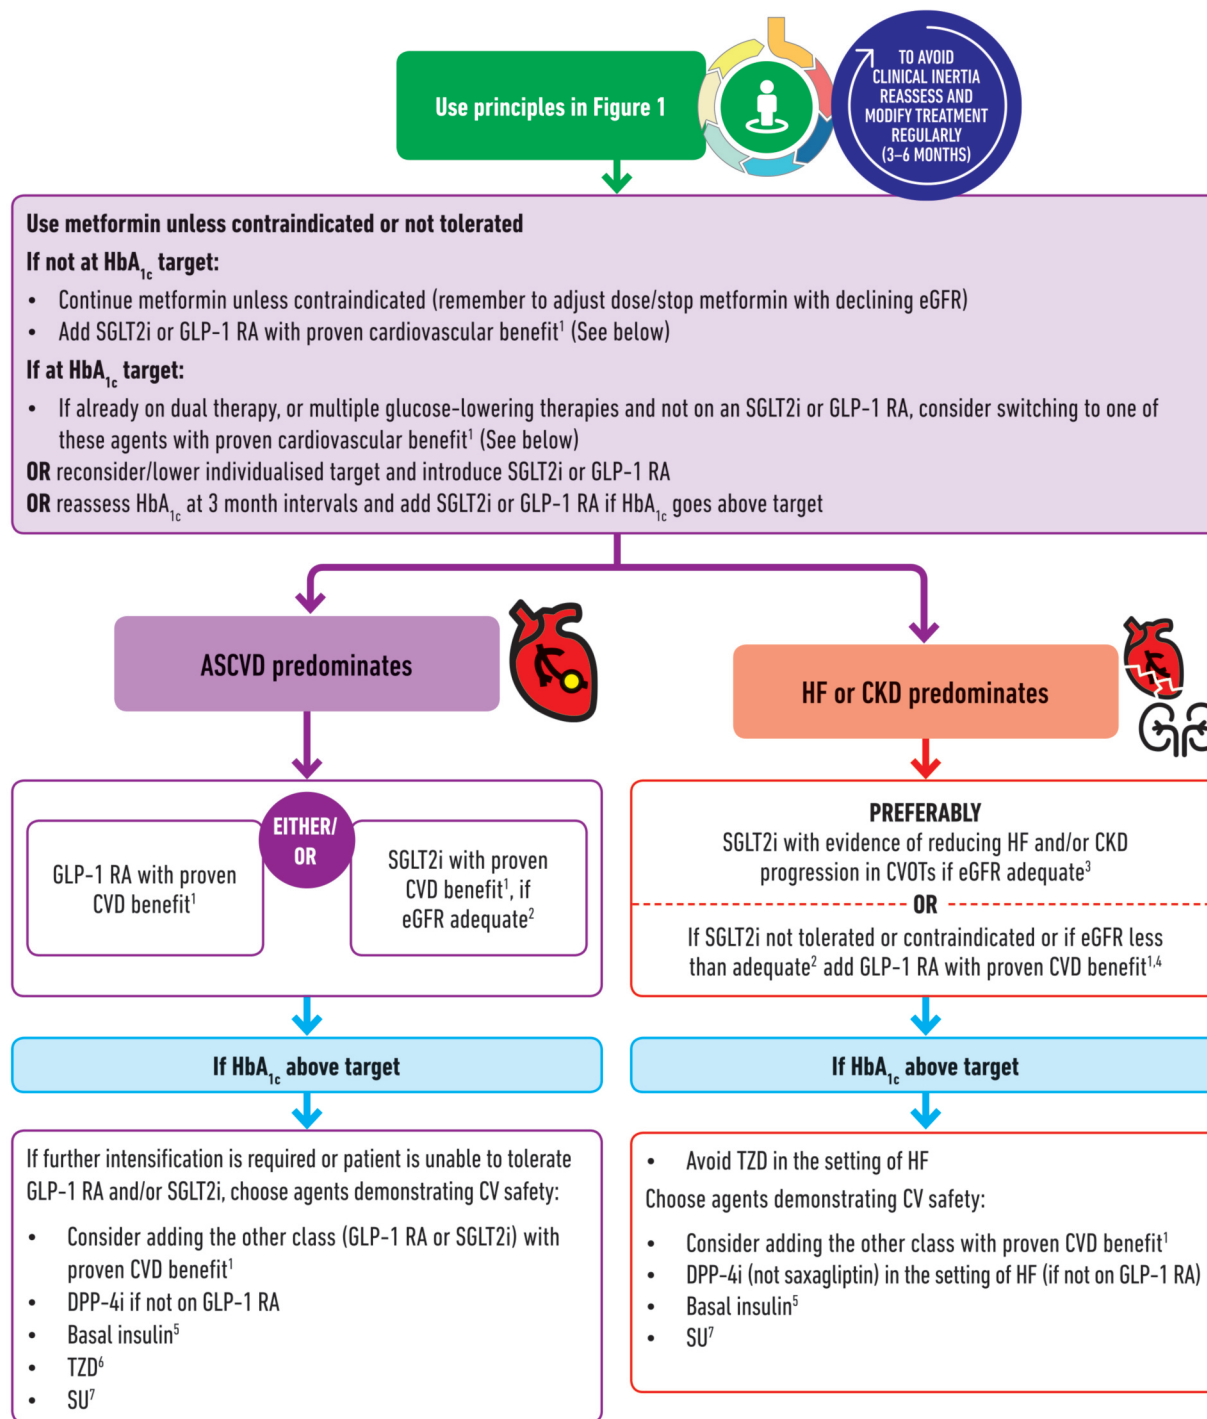 Use principles in Figure 1
TO AVOID
CLINICAL INERTIA
REASSESS AND
MODIFY TREATMENT
REGULARLY
(3–6 MONTHS)
Use metformin unless contraindicated or not tolerated
If not at HbA1c target:
• Continue metformin unless contraindicated (remember to adjust dose/stop metformin with declining eGFR)
• Add SGLT2i or GLP-1 RA with proven cardiovascular benefit1 (See below)
If at HbA1c target:
• If already on dual therapy, or multiple glucose-lowering therapies and not on an SGLT2i or GLP-1 RA, consider switching to one of
these agents with proven cardiovascular benefit1 (See below)
OR reconsider/lower individualised target and introduce SGLT2i or GLP-1 RA
OR reassess HbA1c at 3 month intervals and add SGLT2i or GLP-1 RA if HbA1c goes above target
ASCVD predominates
EITHER/
OR
GLP-1 RA with proven
CVD benefit1
SGLT2i with proven
CVD benefit1, if
eGFR adequate2
If HbA1c above target
If further intensification is required or patient is unable to tolerate
GLP-1 RA and/or SGLT2i, choose agents demonstrating CV safety:
• Consider adding the other class (GLP-1 RA or SGLT2i) with
proven CVD benefit1
• DPP-4i if not on GLP-1 RA
• Basal insulin5
• TZD6
• SU7
HF or CKD predominates
PREFERABLY
SGLT2i with evidence of reducing HF and/or CKD
progression in CVOTs if eGFR adequate3
OR
If SGLT2i not tolerated or contraindicated or if eGFR less
than adequate2 add GLP-1 RA with proven CVD benefit1,4
If HbA1c above target
• Avoid TZD in the setting of HF
Choose agents demonstrating CV safety:
• Consider adding the other class with proven CVD benefit1
• DPP-4i (not saxagliptin) in the setting of HF (if not on GLP-1 RA)
• Basal insulin5
• SU7